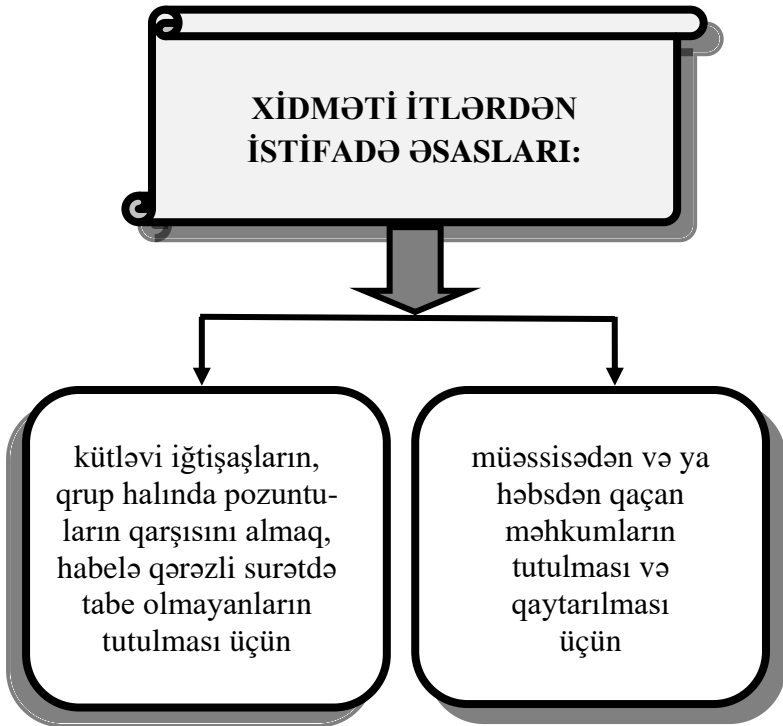 XİDMƏTİ İTLƏRDƏN
İSTİFADƏ ƏSASLARI:
kütləvi iğtişaşların,
qrup halında pozuntu-
ların qarşısını almaq,
habelə qərəzli surətdə
tabe olmayanların
tutulması üçün
müəssisədən və ya
həbsdən qaçan
məhkumların
tutulması və
qaytarılması
üçün